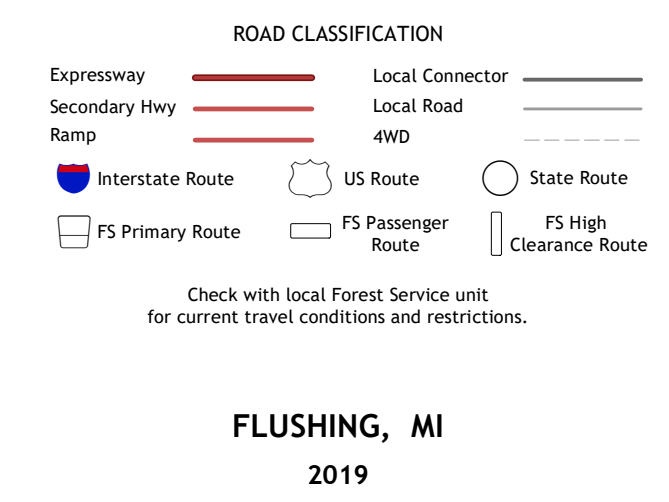 ROAD CLASSIFICATION
Expressway
Local Connector
Secondary Hwy
Local Road
Ramp
4WD
Interstate Route
US Route
State Route
FS Primary Route
FS Passenger
Route
FS High
Clearance Route
Check with local Forest Service unit
for current travel conditions and restrictions.
FLUSHING, MI
2019